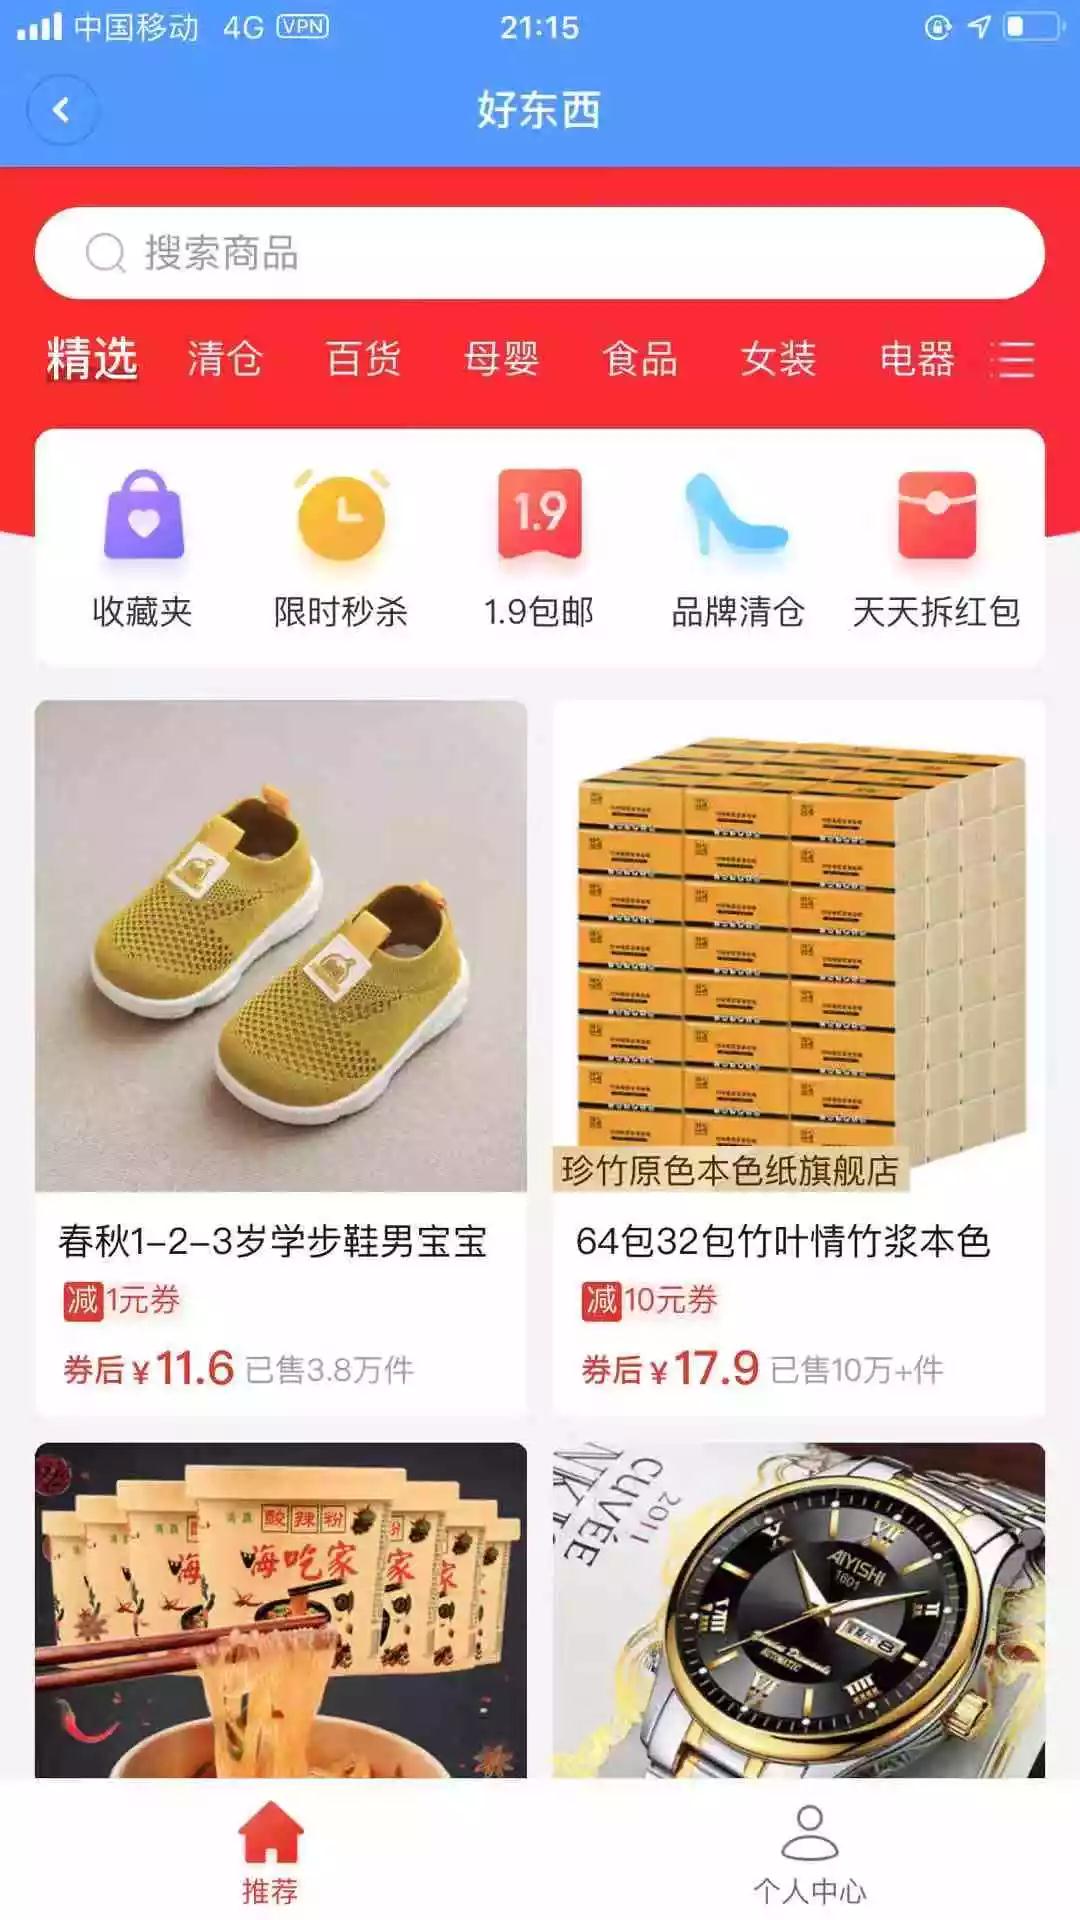 中国移动 4G VPN 21:15
好东西
搜索商品
精选 清仓 百货 母婴 食品 女装 电器
1.9
收藏夹 限时秒杀 1.9包邮 品牌清仓 天天拆红包
珍竹原色本色纸旗舰店
春秋1-2-3岁学步鞋男宝宝
减1元券
券后¥11.6 已售3.8万件
64包32包竹叶情竹浆本色
减10元券
券后¥17.9 已售10万+件
清真 酸辣粉
海吃家
CUVÉE
2011
AIYISHI
1601
AUTOMATIC
推荐 个人中心